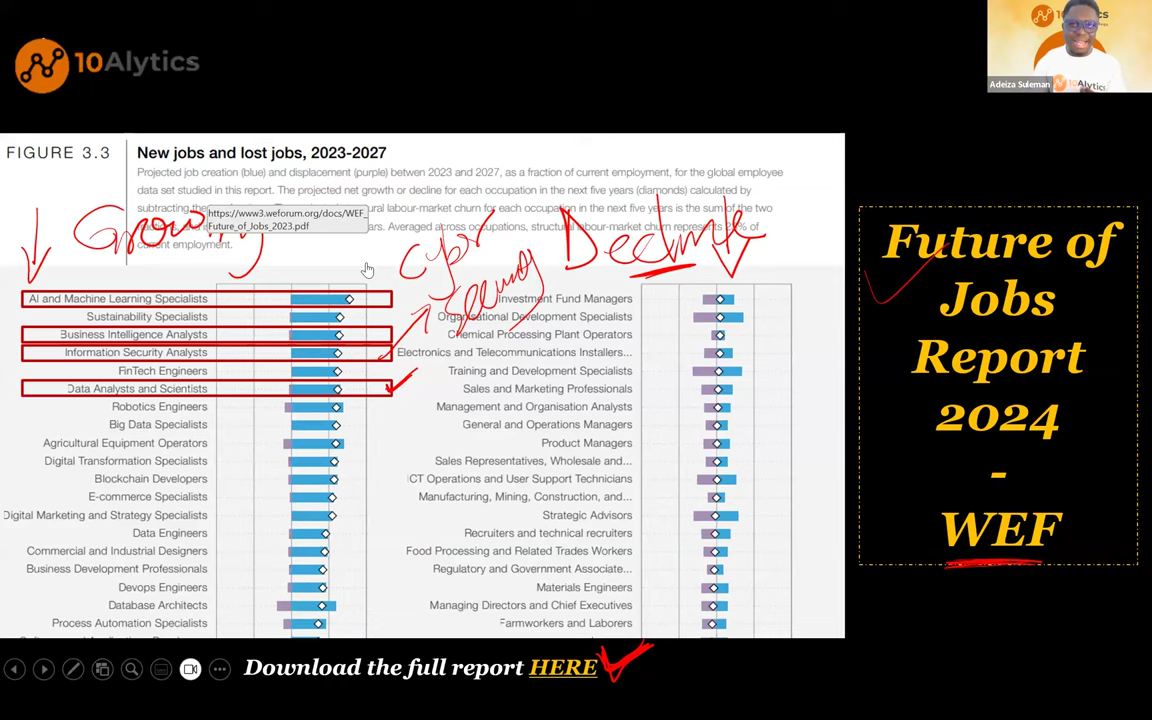 10Alytics
10Alytics
Adeiza Suleman
10Alytics
FIGURE 3.3
New jobs and lost jobs, 2023-2027
Projected job creation (blue) and displacement (purple) betwen 2023 and 2027, as a fraction of current employment, for the global employee
data set studied in this report. The projected net growth or decline for each occupation in the next five years (diamonds) calculated by
subtracting the ural labour-market churn for each occupation is the sum of the two
years. Averaged across occupations, structural labour-market churn represents
employment.
https://www3.weforum.org/docs/WEF_
Future_of_Jobs_2023.pdf
Growing
Cyber
Security
Decline
AI and Machine Learning Specialists
Sustainability Specialists
Business Intelligence Analysts
Information Security Analysts
FinTech Engineers
Data Analysts and Scientists
Robotics Engineers
Big Data Specialists
Agricultural Equipment Operators
Digital Transformation Specialists
Blockchain Developers
E-commerce Specialists
Digital Marketing and Strategy Specialists
Data Engineers
Commercial and Industrial Designers
Business Development Professionals
Devops Engineers
Database Architects
Process Automation Specialists
Investment Fund Managers
Organisational Development Specialists
Chemical Processing Plant Operators
Electronics and Telecommunications Installers...
Training and Development Specialists
Sales and Marketing Professionals
Management and Organisation Analysts
General and Operations Managers
Product Managers
Sales Representatives, Wholesale and...
ICT Operations and User Support Technicians
Manufacturing, Mining, Construction, and...
Strategic Advisors
Recruiters and technical recruiters
Food Processing and Related Trades Workers
Regulatory and Government Associate...
Materials Engineers
Managing Directors and Chief Executives
Farmworkers and Laborers
Future of
Jobs
Report
2024
-
WEF
Download the full report HERE